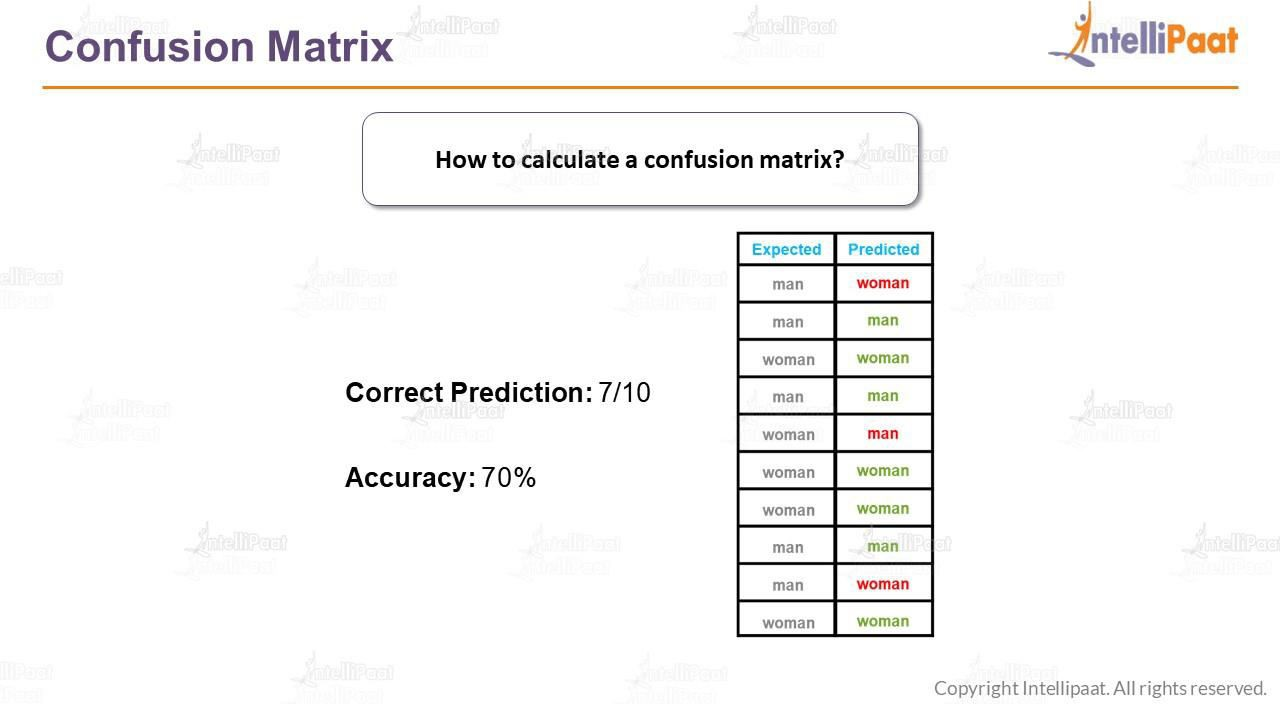 Confusion Matrix
IntelliPaat
How to calculate a confusion matrix?
Expected Predicted
man woman
man man
woman woman
man man
woman man
woman woman
woman woman
man man
man woman
woman woman
Correct Prediction: 7/10
Accuracy: 70%
Copyright Intellipaat. All rights reserved.